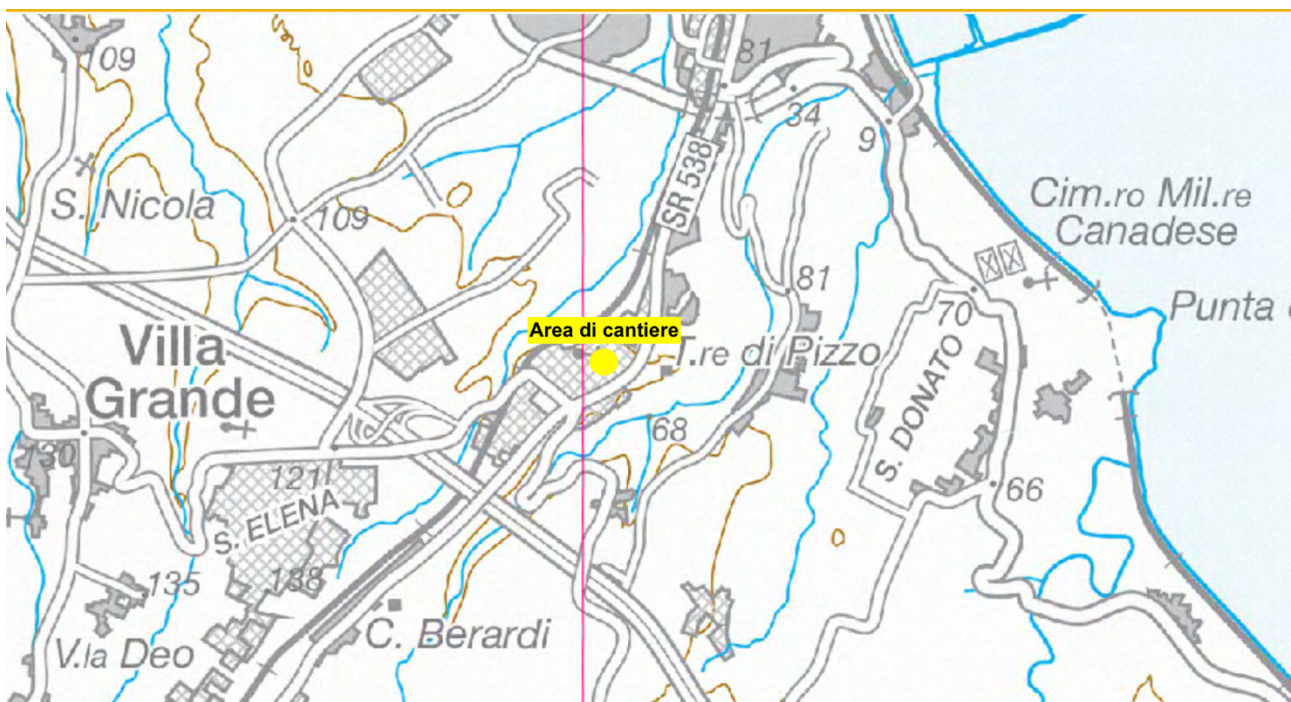 109
81
34
9
S. Nicola
109
SR 538
Cim.ro Mil.re
Canadese
81
70
Punta
Area di cantiere
Villa
Grande
T.re di Pizzo
S. DONATO
130
68
121
66
S. ELENA
138
135
V.la Deo
C. Berardi